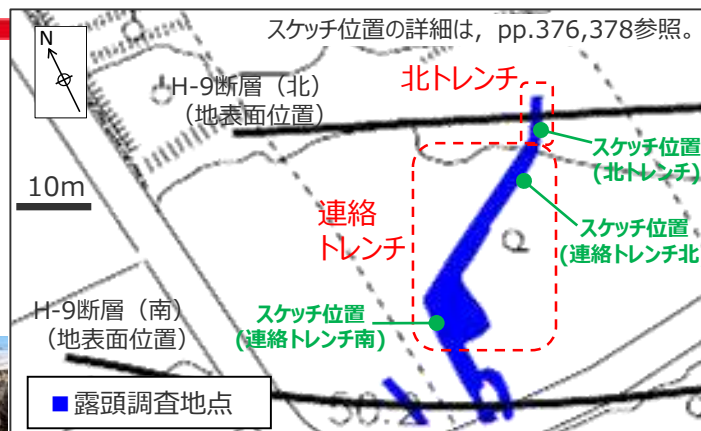 スケッチ位置の詳細は，pp.376,378参照。
N
H-9断層（北）
（地表面位置）
北トレンチ
スケッチ位置
(北トレンチ)
10m
連絡
トレンチ
スケッチ位置
(連絡トレンチ北
H-9断層（南）
（地表面位置）
スケッチ位置
(連絡トレンチ南)
■露頭調査地点
50.2